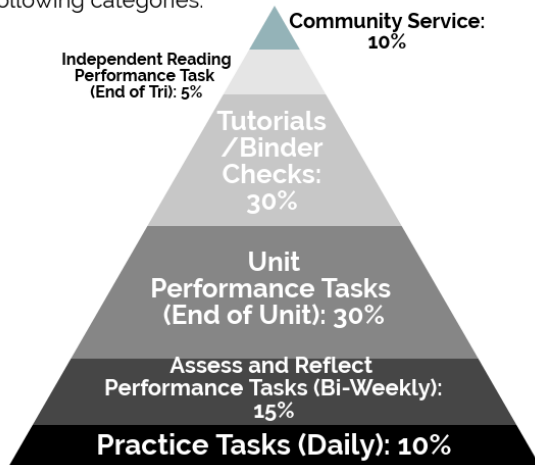 following categories:
Community Service:
10%
Independent Reading
Performance Task
(End of Tri): 5%
Tutorials
/Binder
Checks:
30%
Unit
Performance Tasks
(End of Unit): 30%
Assess and Reflect
Performance Tasks (Bi-Weekly):
15%
Practice Tasks (Daily): 10%